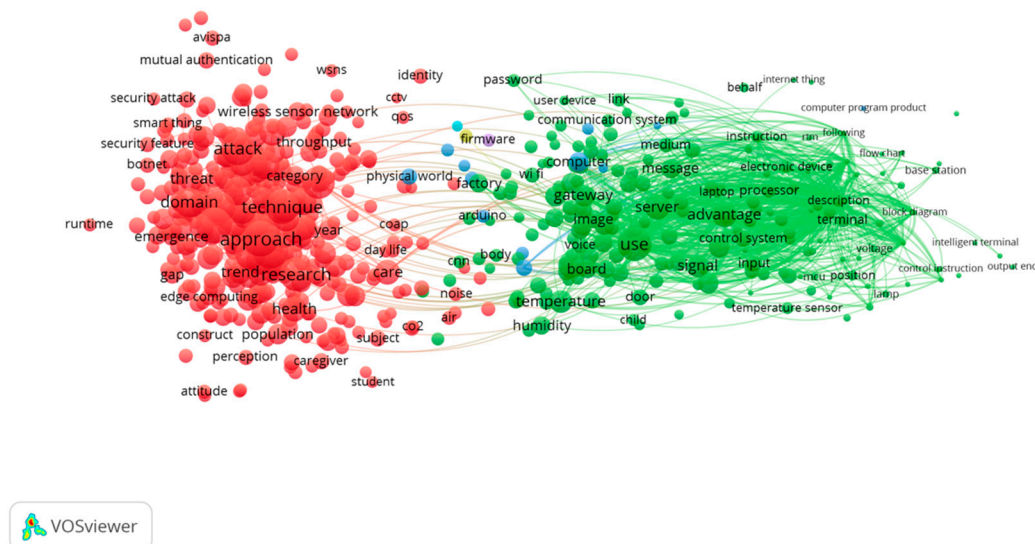 avispa
mutual authentication
wsns
identity
password
behalf
internet thing
security attack
cctv
user device
link
computer program product
smart thing
wireless sensor network
qos
communication system
security feature
attack
throughput
firmware
medium
instruction
rm
following
botnet
computer
message
electronic device
flow chart
threat
category
physical world
factory
wi fi
base station
domain
technique
gateway
laptop
processor
description
runtime
year
coap
arduino
image
server
advantage
terminal
block diagram
emergence
approach
day life
body
voice
use
control system
voltage
intelligent terminal
gap
trend
research
care
cnn
board
signal
input
mcu
position
control instruction
output end
edge computing
health
noise
temperature
door
lamp
construct
population
subject
co2
air
humidity
child
temperature sensor
perception
caregiver
student
attitude
VOSviewer